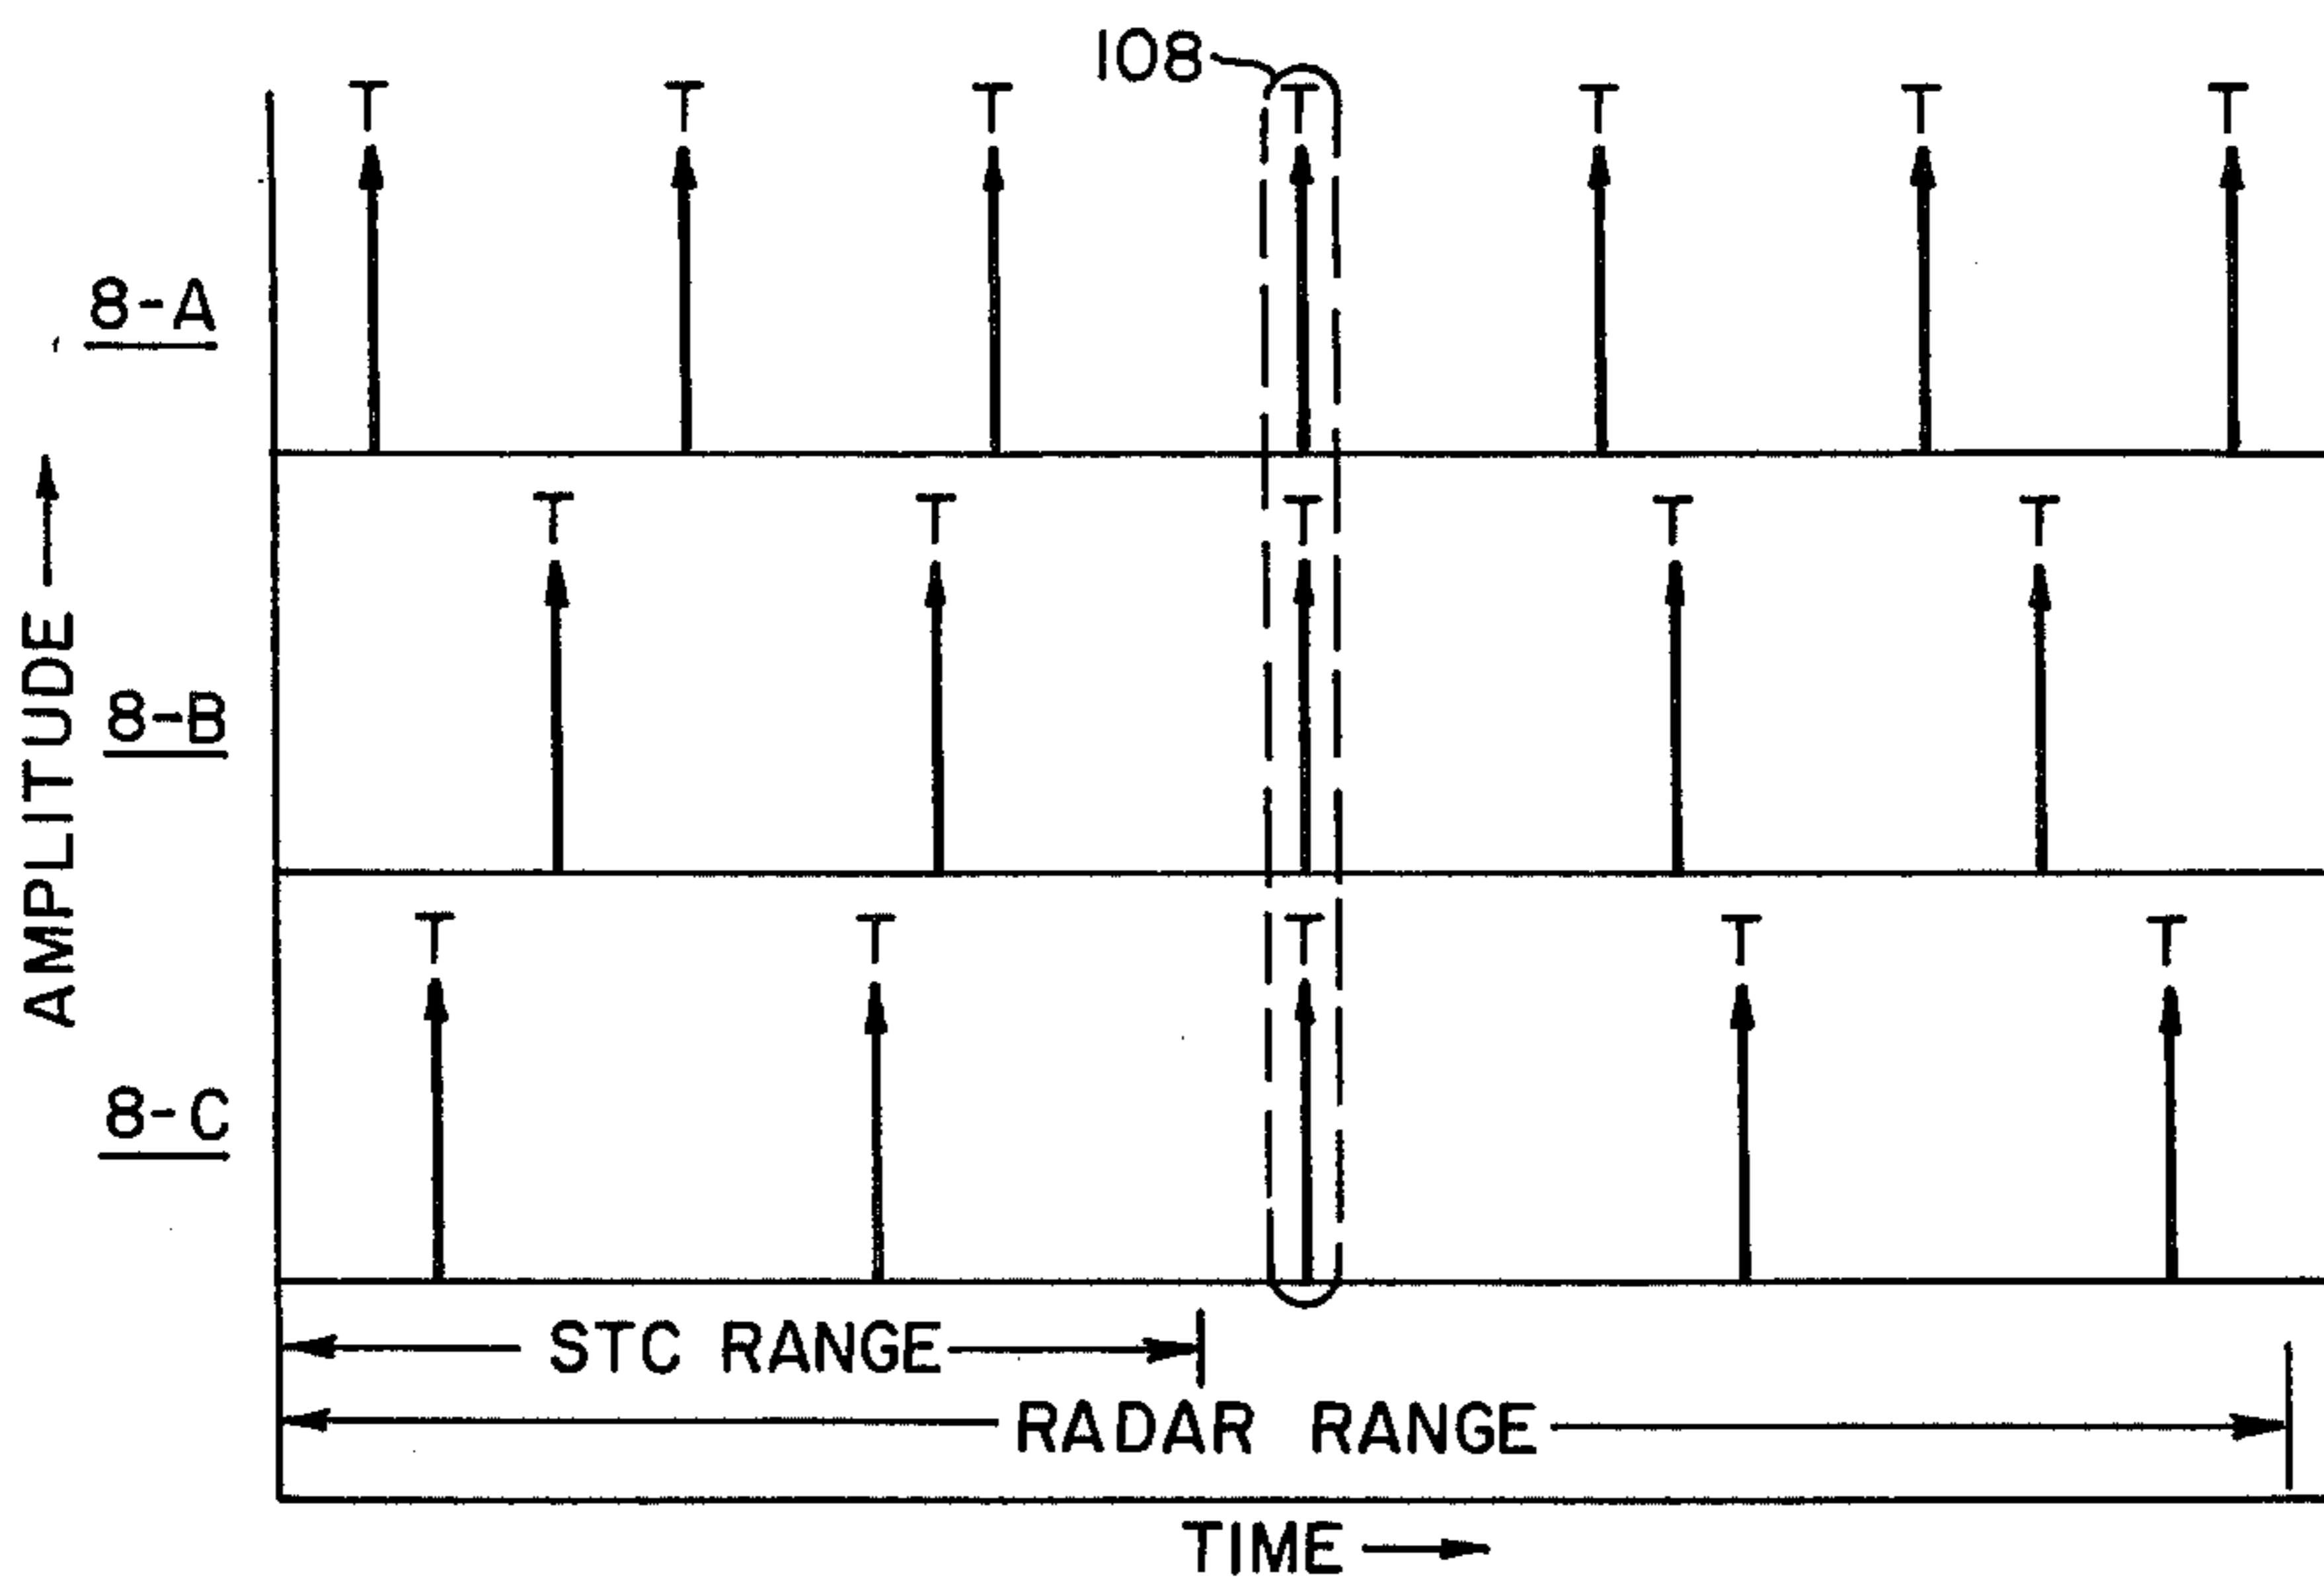 108
T T T T T T T
8-A
T T T T T
8-B
T T T T T
8-C
AMPLITUDE
STC RANGE
RADAR RANGE
TIME